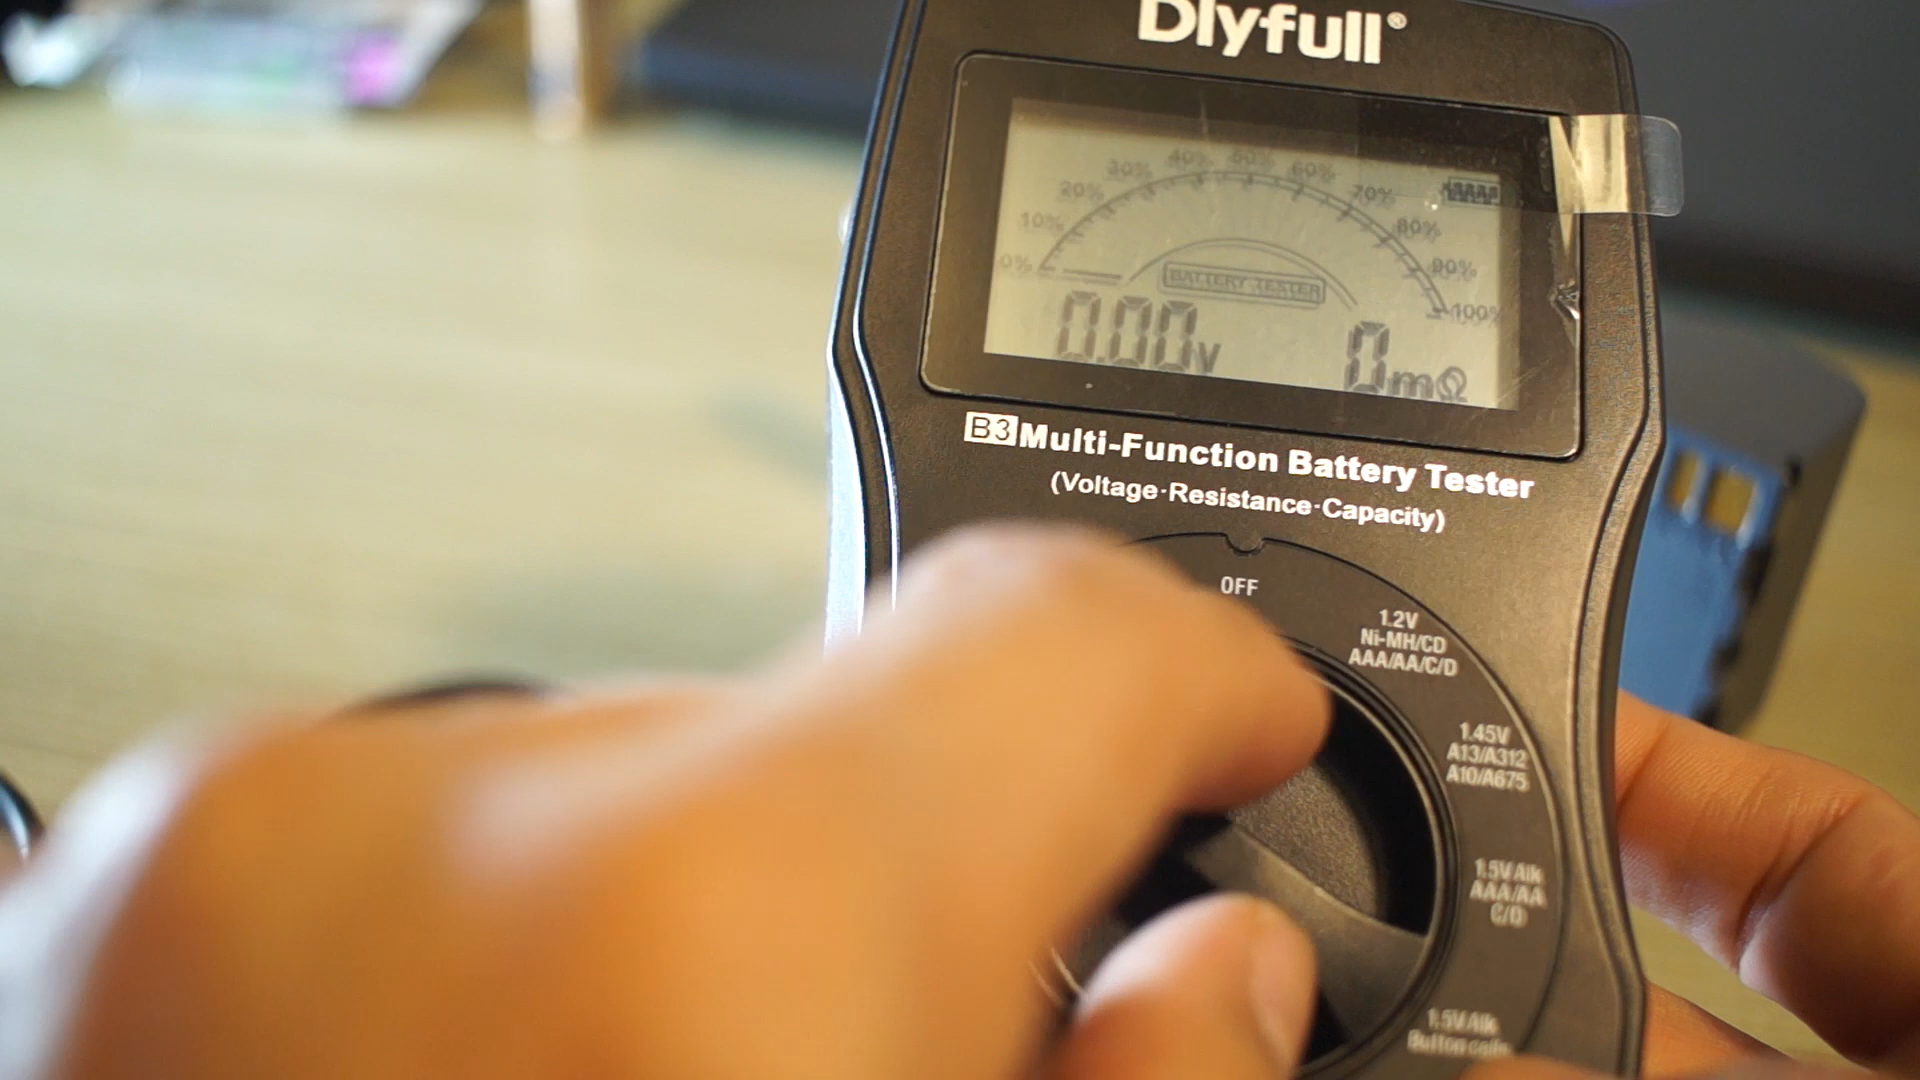 Dlyfull®
40% 50% 60%
30% 70%
20% 80%
10% 90%
0% 100%
BATTERY TESTER
0.00V 0mΩ
B3 Multi-Function Battery Tester
(Voltage·Resistance·Capacity)
OFF
1.2V
Ni-MH/CD
AAA/AA/C/D
1.45V
A13/A312
A10/A675
1.5V Alk
AAA/AA
C/D
1.5V Alk
Button cells